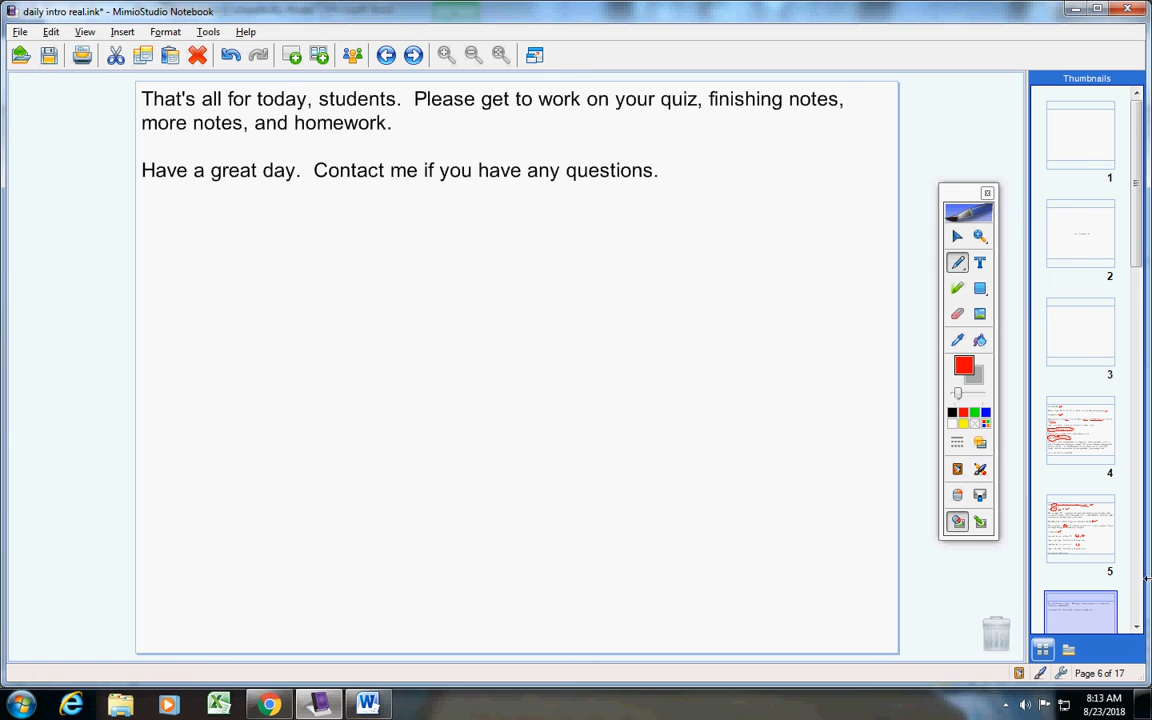 daily intro real.ink* - MimioStudio Notebook
File Edit View Insert Format Tools Help
Thumbnails
That's all for today, students.  Please get to work on your quiz, finishing notes,
more notes, and homework.
Have a great day.  Contact me if you have any questions.
1
2
3
4
5
Page 6 of 17
8:13 AM
8/23/2018